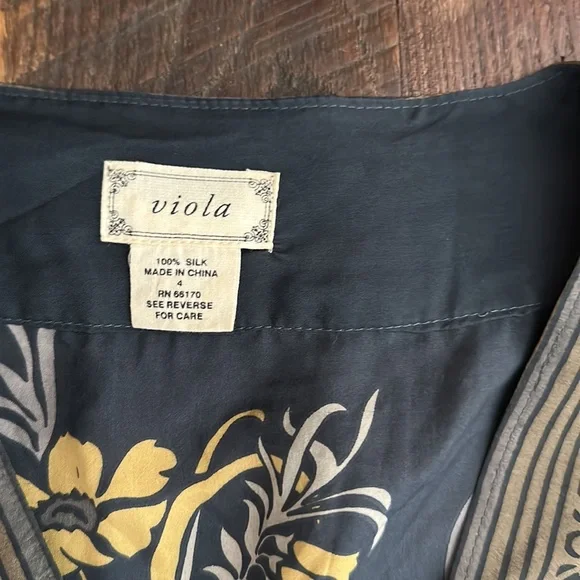 viola
100% SILK
MADE IN CHINA
4
RN 66170
SEE REVERSE
FOR CARE